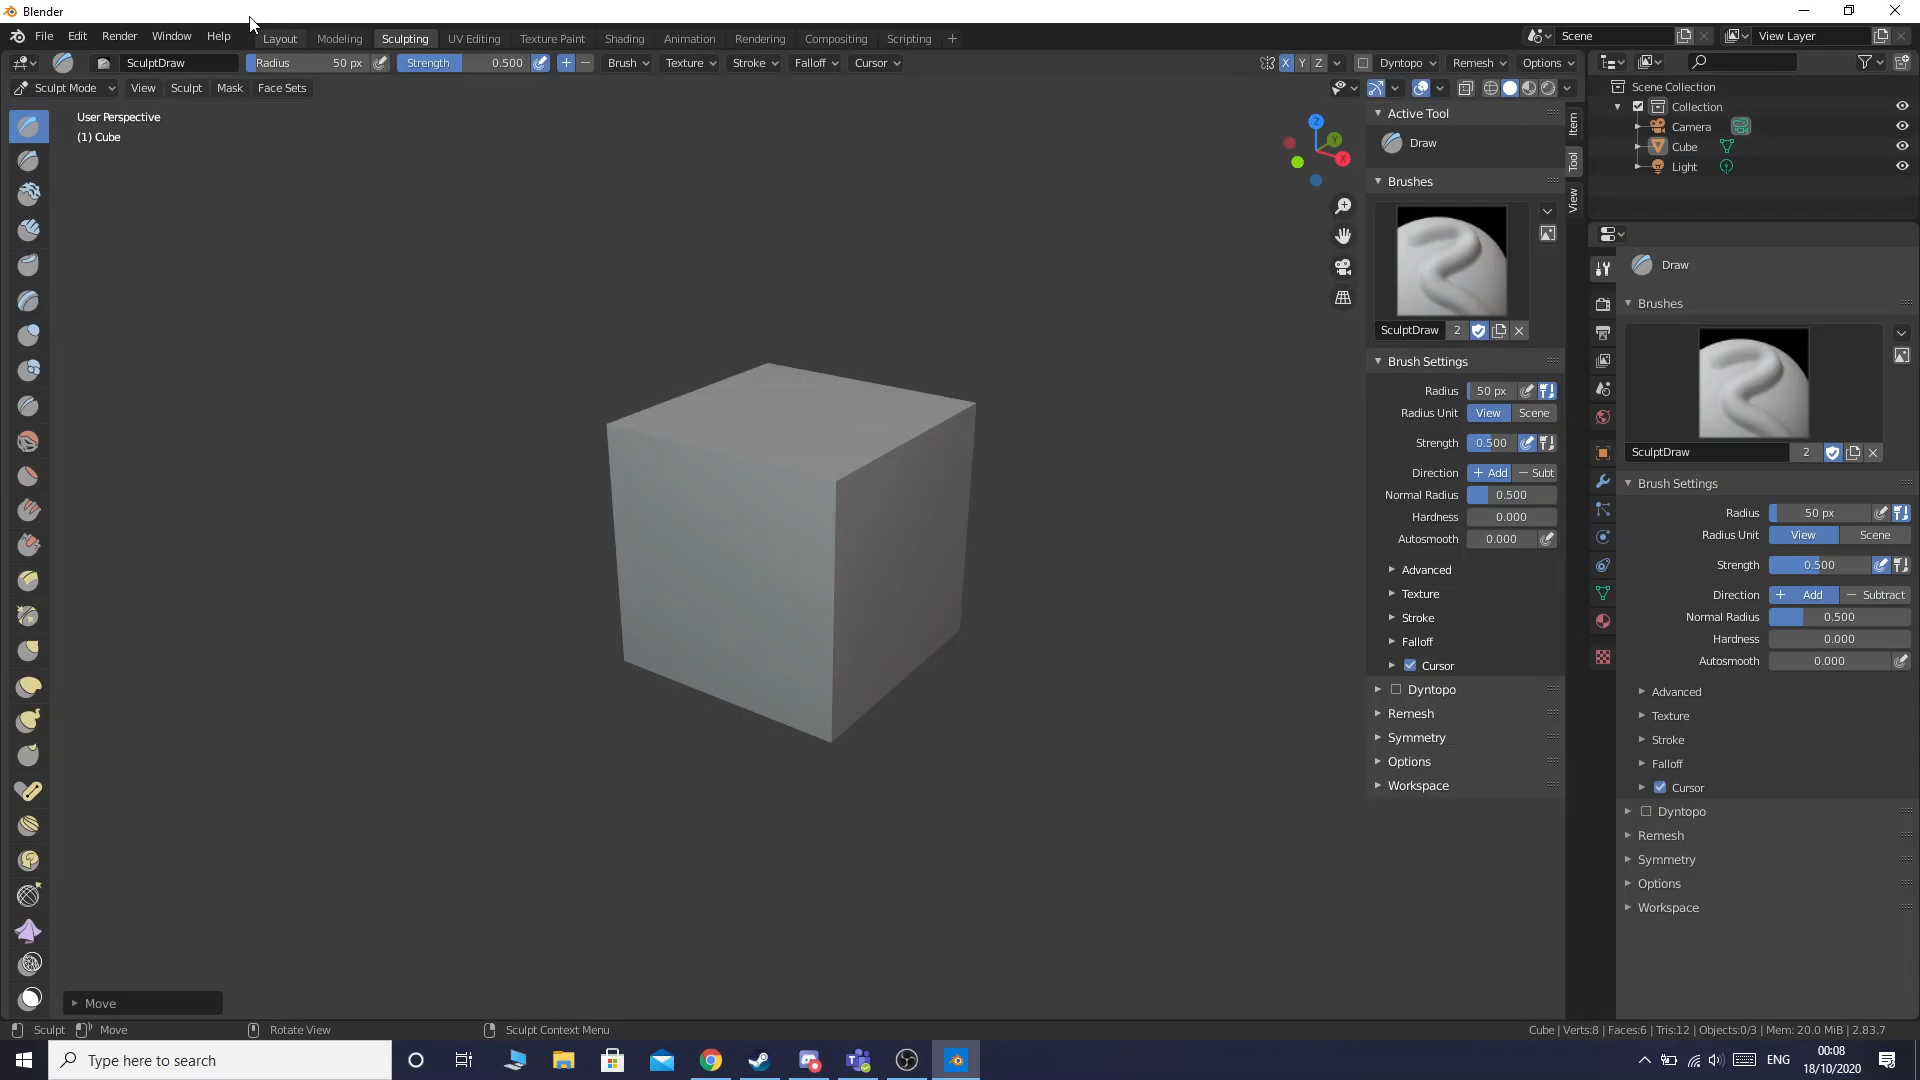 Blender
File Edit Render Window Help Layout Modeling Sculpting UV Editing Texture Paint Shading Animation Rendering Compositing Scripting + Scene View Layer
SculptDraw Radius 50 px Strength 0.500 Brush Texture Stroke Falloff Cursor X Y Z Dyntopo Remesh Options
Sculpt Mode View Sculpt Mask Face Sets
User Perspective
(1) Cube
Z
Y
X
Active Tool
Draw
Brushes
SculptDraw 2
Brush Settings
Radius 50 px
Radius Unit View Scene
Strength 0.500
Direction + Add − Subt
Normal Radius 0.500
Hardness 0.000
Autosmooth 0.000
Advanced
Texture
Stroke
Falloff
Cursor
Dyntopo
Remesh
Symmetry
Options
Workspace
Item
Tool
View
Scene Collection
Collection
Camera
Cube
Light
Draw
Brushes
SculptDraw 2
Brush Settings
Radius 50 px
Radius Unit View Scene
Strength 0.500
Direction + Add − Subtract
Normal Radius 0.500
Hardness 0.000
Autosmooth 0.000
Advanced
Texture
Stroke
Falloff
Cursor
Dyntopo
Remesh
Symmetry
Options
Workspace
Move
Sculpt Move Rotate View Sculpt Context Menu Cube | Verts:8 | Faces:6 | Tris:12 | Objects:0/3 | Mem: 20.0 MiB | 2.83.7
Type here to search ENG
00:08
18/10/2020